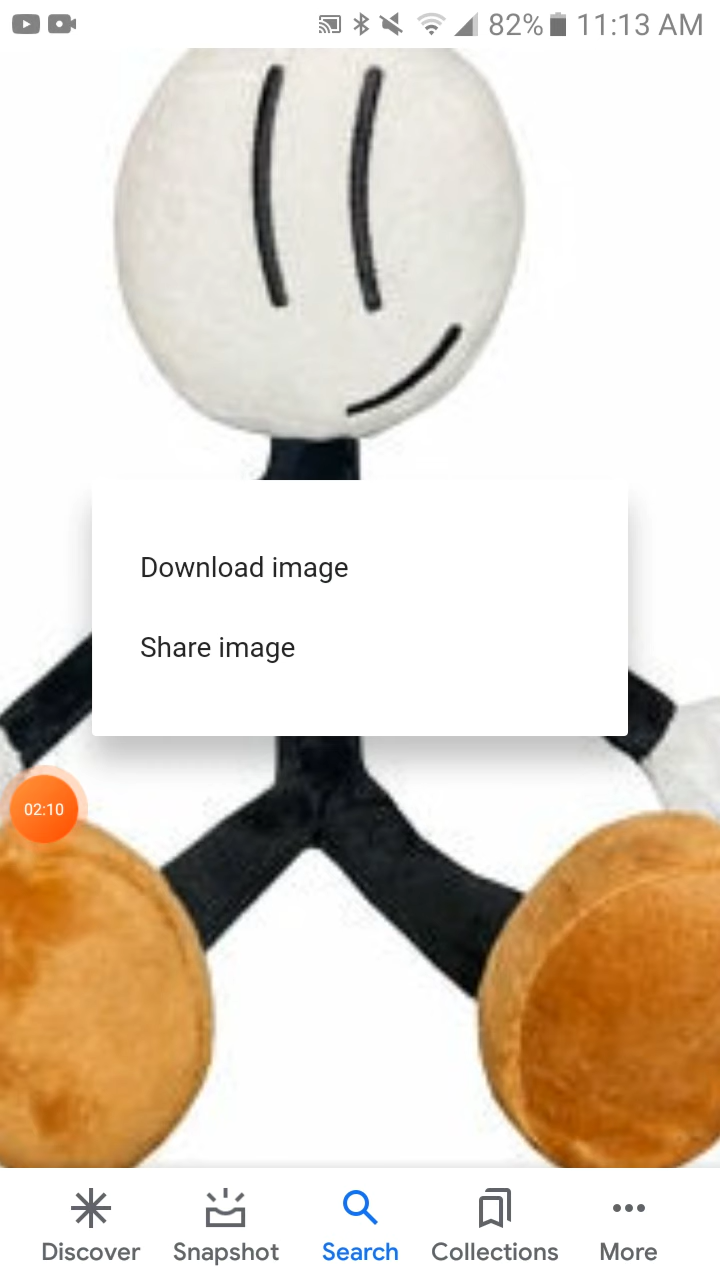 82% 11:13 AM
Download image
Share image
02:10
Discover Snapshot Search Collections More